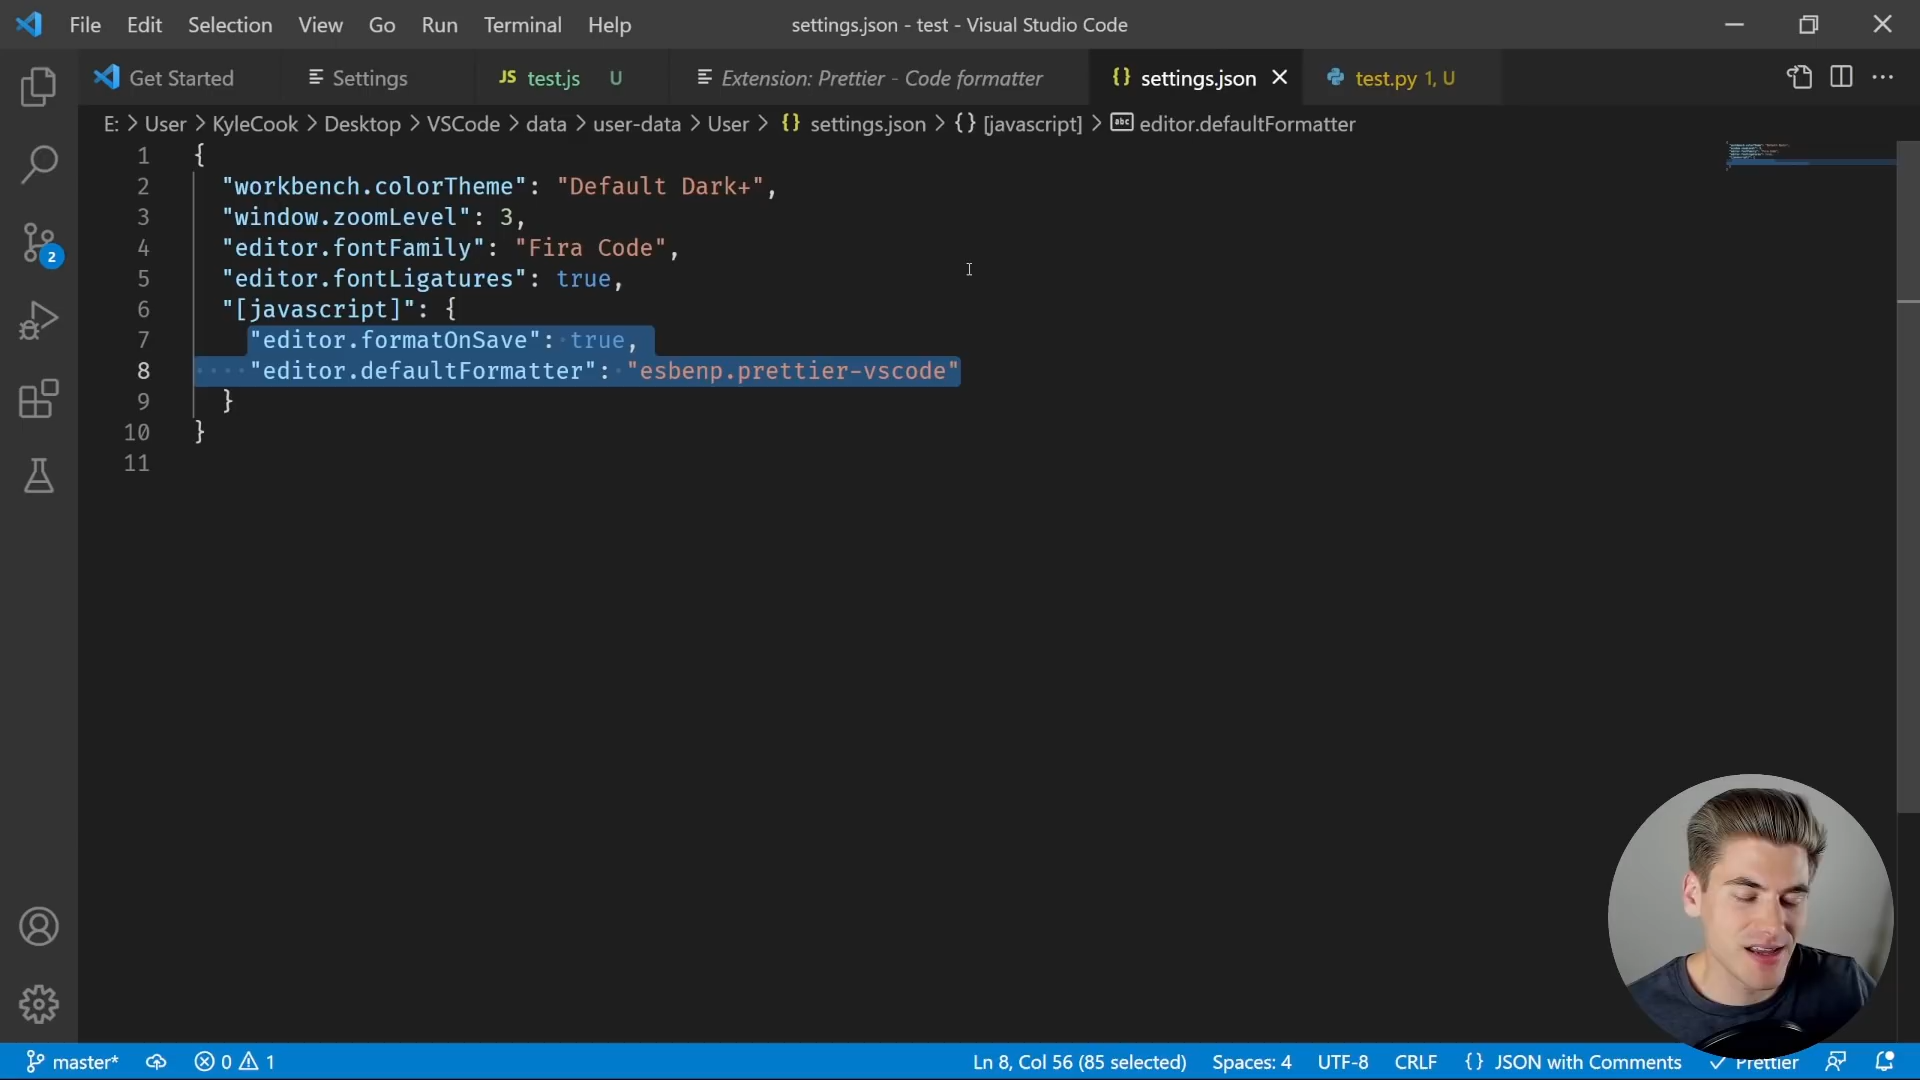 File Edit Selection View Go Run Terminal Help settings.json - test - Visual Studio Code
Get Started Settings JS test.js U Extension: Prettier - Code formatter {} settings.json test.py 1, U
E: > User > KyleCook > Desktop > VSCode > data > user-data > User > {} settings.json > {} [javascript] > abc editor.defaultFormatter
1 {
2 "workbench.colorTheme": "Default Dark+",
3 "window.zoomLevel": 3,
4 "editor.fontFamily": "Fira Code",
5 "editor.fontLigatures": true,
6 "[javascript]": {
7 "editor.formatOnSave": true,
8 "editor.defaultFormatter": "esbenp.prettier-vscode"
9 }
10 }
11
2
master* 0 1 Ln 8, Col 56 (85 selected) Spaces: 4 UTF-8 CRLF {} JSON with Comments Prettier